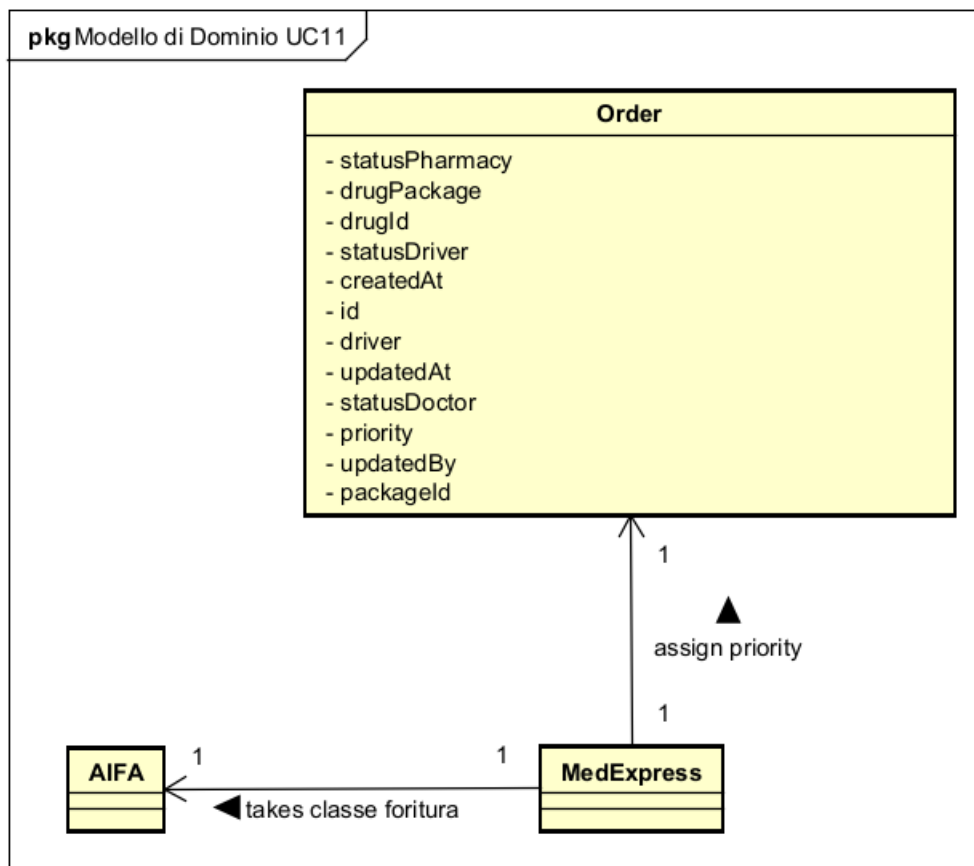 pkg Modello di Dominio UC11
Order
- statusPharmacy
- drugPackage
- drugId
- statusDriver
- createdAt
- id
- driver
- updatedAt
- statusDoctor
- priority
- updatedBy
- packageId
1
assign priority
1
AIFA
1
1
MedExpress
takes classe foritura